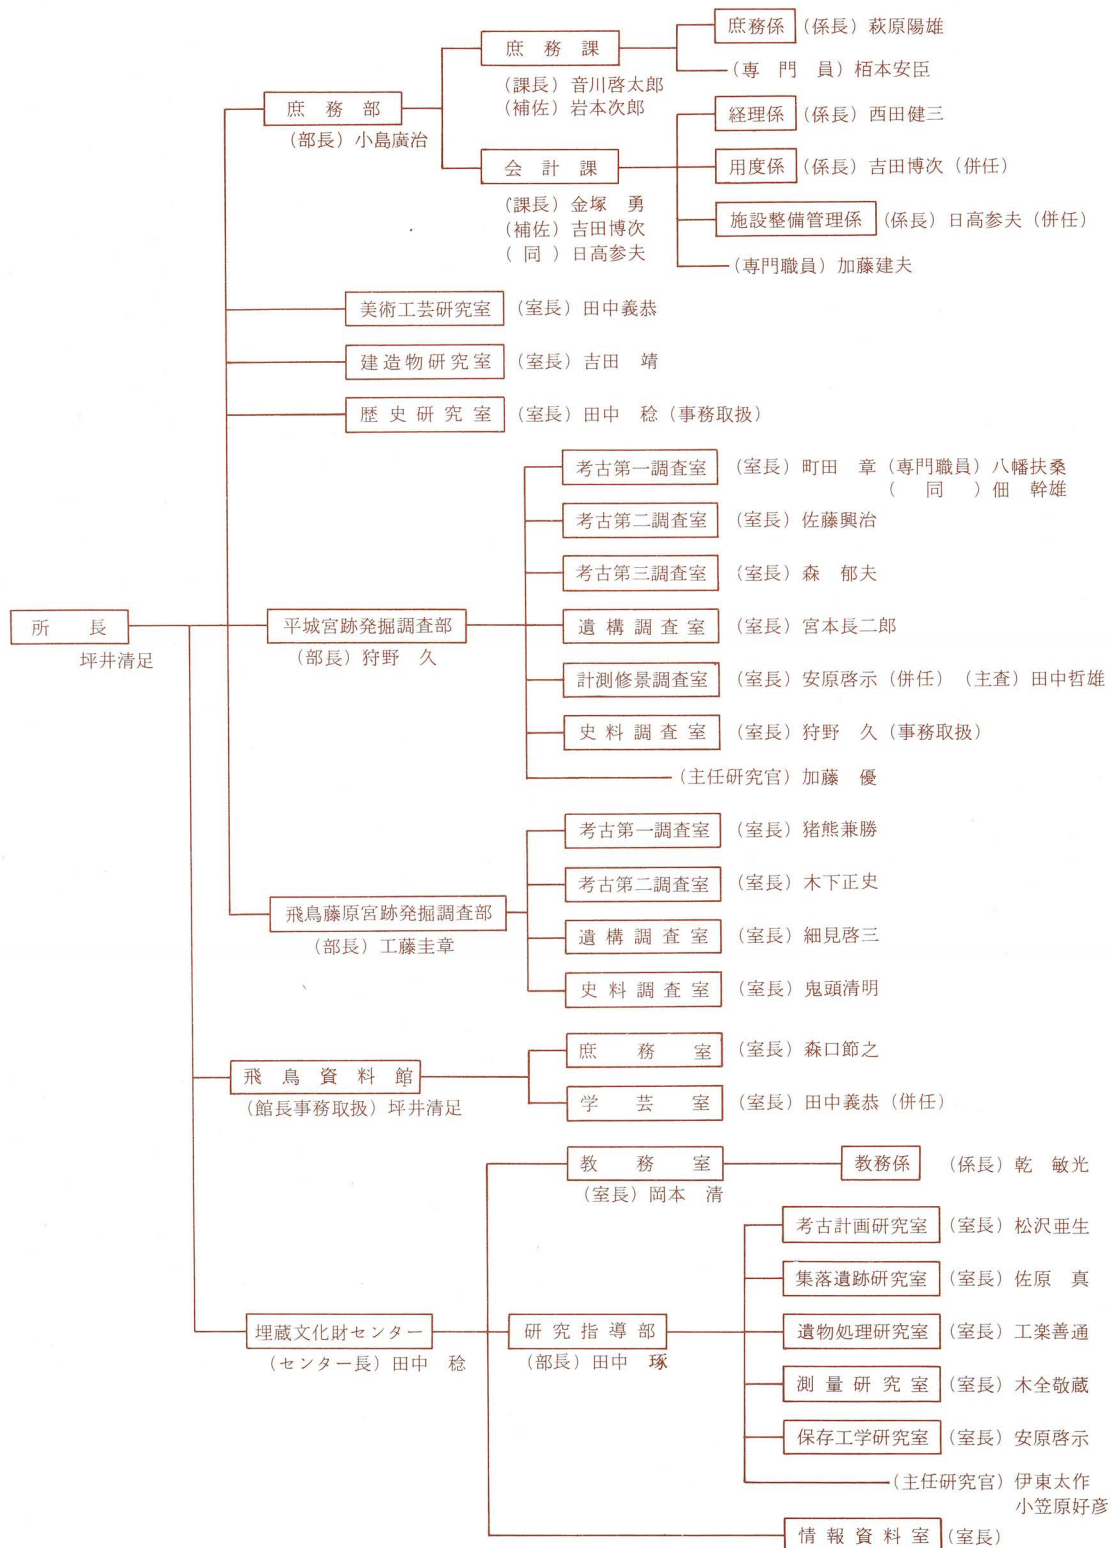 庶務係 (係長) 萩原陽雄
庶務課
(専門員) 栢本安臣
(課長) 音川啓太郎
(補佐) 岩本次郎
庶務部
(部長) 小島廣治
経理係 (係長) 西田健三
会計課
用度係 (係長) 吉田博次 (併任)
(課長) 金塚 勇
(補佐) 吉田博次
(同) 日高参夫
施設整備管理係 (係長) 日高参夫 (併任)
(専門職員) 加藤建夫
美術工芸研究室 (室長) 田中義恭
建造物研究室 (室長) 吉田 靖
歴史研究室 (室長) 田中 稔 (事務取扱)
考古第一調査室 (室長) 町田 章 (専門職員) 八幡扶桑
(同) 佃 幹雄
考古第二調査室 (室長) 佐藤興治
考古第三調査室 (室長) 森 郁夫
所長
坪井清足
平城宮跡発掘調査部
(部長) 狩野 久
遺構調査室 (室長) 宮本長二郎
計測修景調査室 (室長) 安原啓示 (併任) (主査) 田中哲雄
史料調査室 (室長) 狩野 久 (事務取扱)
(主任研究官) 加藤 優
考古第一調査室 (室長) 猪熊兼勝
考古第二調査室 (室長) 木下正史
飛鳥藤原宮跡発掘調査部
(部長) 工藤圭章
遺構調査室 (室長) 細見啓三
史料調査室 (室長) 鬼頭清明
庶務室 (室長) 森口節之
飛鳥資料館
(館長事務取扱) 坪井清足
学芸室 (室長) 田中義恭 (併任)
教務室
(室長) 岡本 清
教務係 (係長) 乾 敏光
考古計画研究室 (室長) 松沢亜生
集落遺跡研究室 (室長) 佐原 真
埋蔵文化財センター
(センター長) 田中 稔
研究指導部
(部長) 田中 琢
遺物処理研究室 (室長) 工楽善通
測量研究室 (室長) 木全敬蔵
保存工学研究室 (室長) 安原啓示
(主任研究官) 伊東太作
小笠原好彦
情報資料室 (室長)